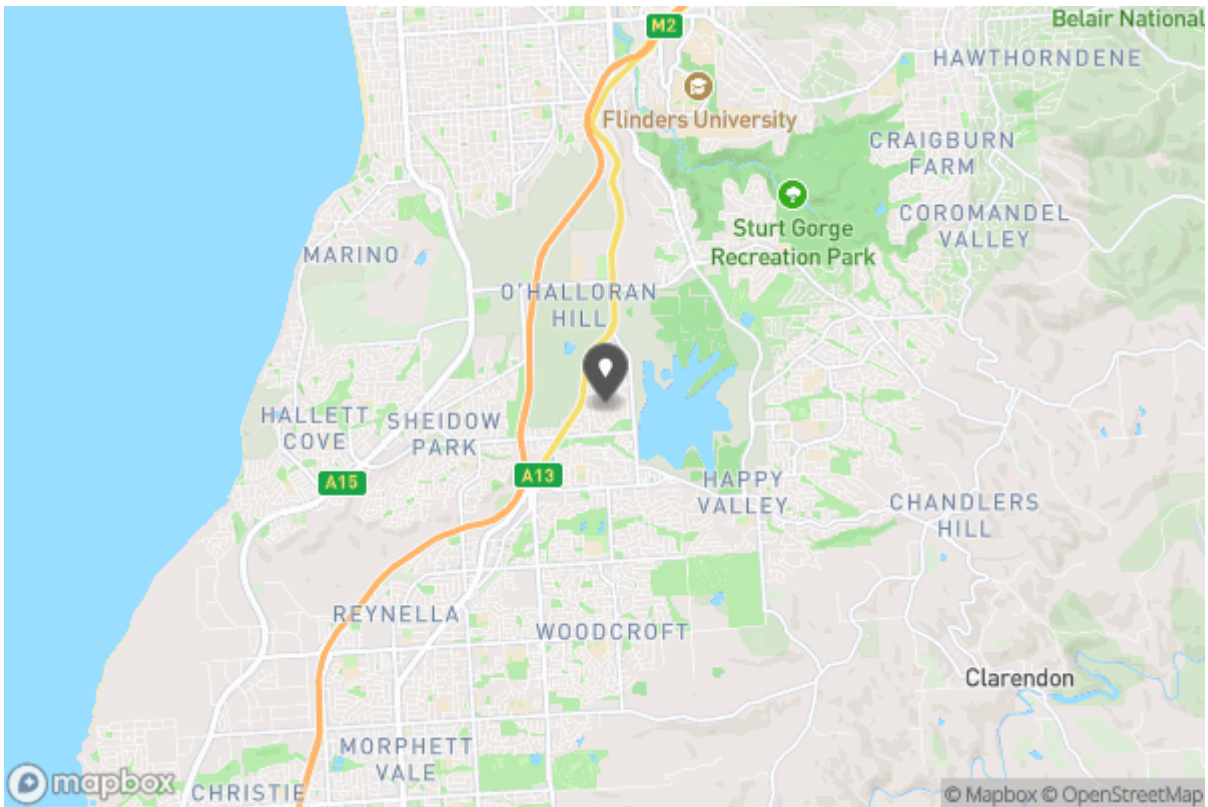 M2
Belair National
HAWTHORNDENE
Flinders University
CRAIGBURN
FARM
Sturt Gorge
Recreation Park
COROMANDEL
VALLEY
MARINO
O'HALLORAN
HILL
HALLETT
COVE
SHEIDOW
PARK
A15
A13
HAPPY
VALLEY
CHANDLERS
HILL
REYNELLA
WOODCROFT
Clarendon
MORPHETT
VALE
CHRISTIE
mapbox
© Mapbox © OpenStreetMap